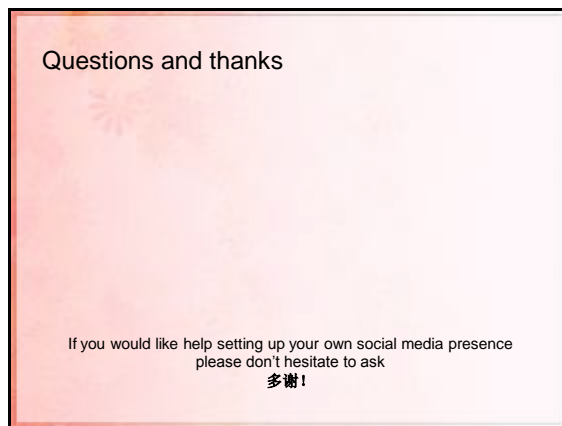 Questions and thanks
If you would like help setting up your own social media presence
please don't hesitate to ask
多谢!